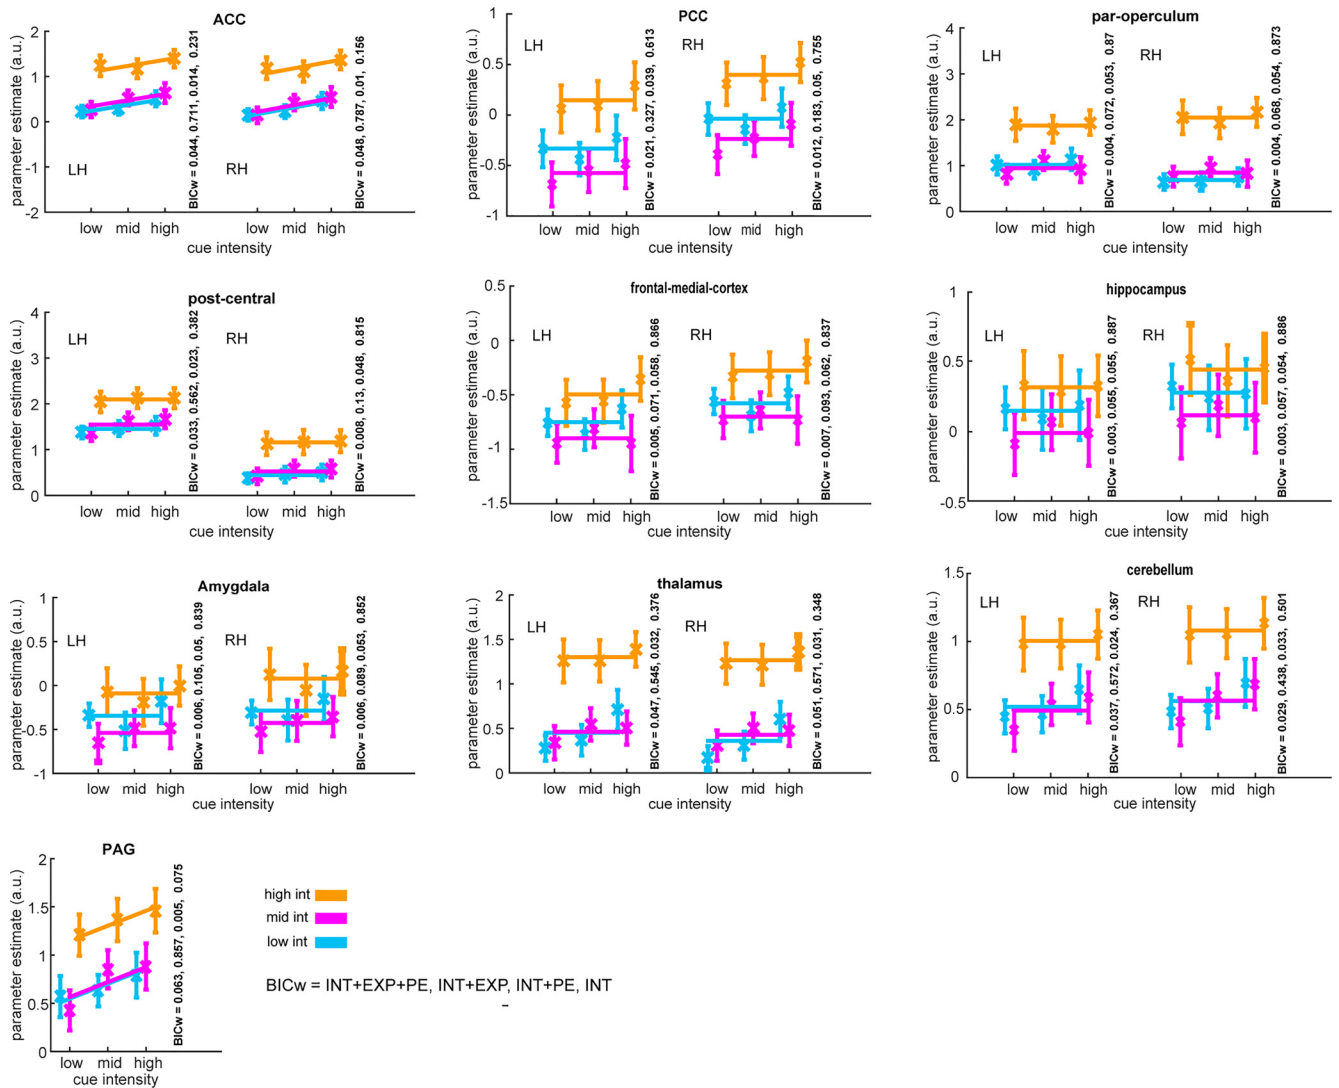 ACC
parameter estimate (a.u.)
2
1
0
-1
-2
LH
RH
BICw = 0.044, 0.711, 0.014, 0.231
BICw = 0.048, 0.787, 0.01, 0.156
low mid high
low mid high
cue intensity
PCC
parameter estimate (a.u.)
1
0.5
0
-0.5
-1
LH
RH
BICw = 0.021, 0.327, 0.039, 0.613
BICw = 0.012, 0.183, 0.05, 0.755
low mid high
low mid high
cue intensity
par-operculum
parameter estimate (a.u.)
4
3
2
1
0
LH
RH
BICw = 0.004, 0.072, 0.053, 0.87
BICw = 0.004, 0.068, 0.054, 0.873
low mid high
low mid high
cue intensity
post-central
parameter estimate (a.u.)
4
3
2
1
0
LH
RH
BICw = 0.033, 0.562, 0.023, 0.382
BICw = 0.008, 0.13, 0.048, 0.815
low mid high
low mid high
cue intensity
frontal-medial-cortex
parameter estimate (a.u.)
0.5
0
-0.5
-1
-1.5
LH
RH
BICw = 0.005, 0.071, 0.058, 0.866
BICw = 0.007, 0.093, 0.062, 0.837
low mid high
low mid high
cue intensity
hippocampus
parameter estimate (a.u.)
1
0.5
0
-0.5
LH
RH
BICw = 0.003, 0.055, 0.055, 0.887
BICw = 0.003, 0.057, 0.054, 0.886
low mid high
low mid high
cue intensity
Amygdala
parameter estimate (a.u.)
1
0.5
0
-0.5
-1
LH
RH
BICw = 0.006, 0.105, 0.05, 0.839
BICw = 0.006, 0.089, 0.053, 0.852
low mid high
low mid high
cue intensity
thalamus
parameter estimate (a.u.)
2
1.5
1
0.5
0
LH
RH
BICw = 0.047, 0.545, 0.032, 0.376
BICw = 0.051, 0.571, 0.031, 0.348
low mid high
low mid high
cue intensity
cerebellum
parameter estimate (a.u.)
1.5
1
0.5
0
LH
RH
BICw = 0.037, 0.572, 0.024, 0.367
BICw = 0.029, 0.438, 0.033, 0.501
low mid high
low mid high
cue intensity
PAG
parameter estimate (a.u.)
2
1.5
1
0.5
0
BICw = 0.063, 0.857, 0.005, 0.075
low mid high
cue intensity
high int
mid int
low int
BICw = INT+EXP+PE, INT+EXP, INT+PE, INT